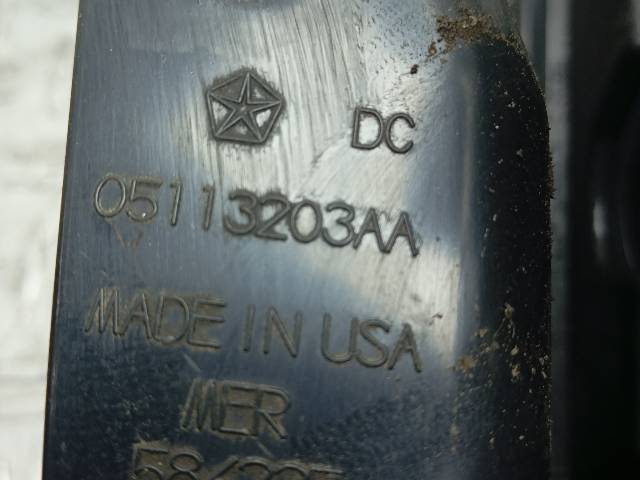 DC
05113203AA
MADE IN USA
MER